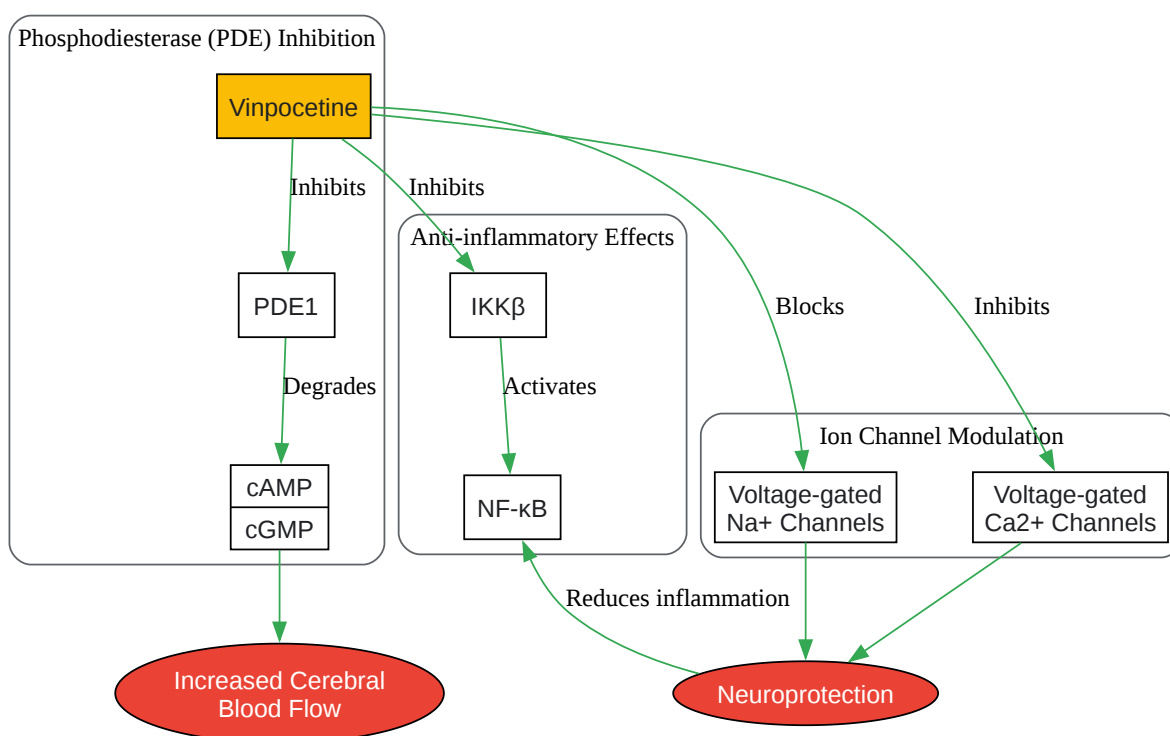 Phosphodiesterase (PDE) Inhibition
Vinpocetine
Inhibits
Inhibits
Anti-inflammatory Effects
PDE1
IKKβ
Blocks
Inhibits
Degrades
Activates
Ion Channel Modulation
cAMP
cGMP
NF-κB
Voltage-gated
Na+ Channels
Voltage-gated
Ca2+ Channels
Reduces inflammation
Increased Cerebral
Blood Flow
Neuroprotection